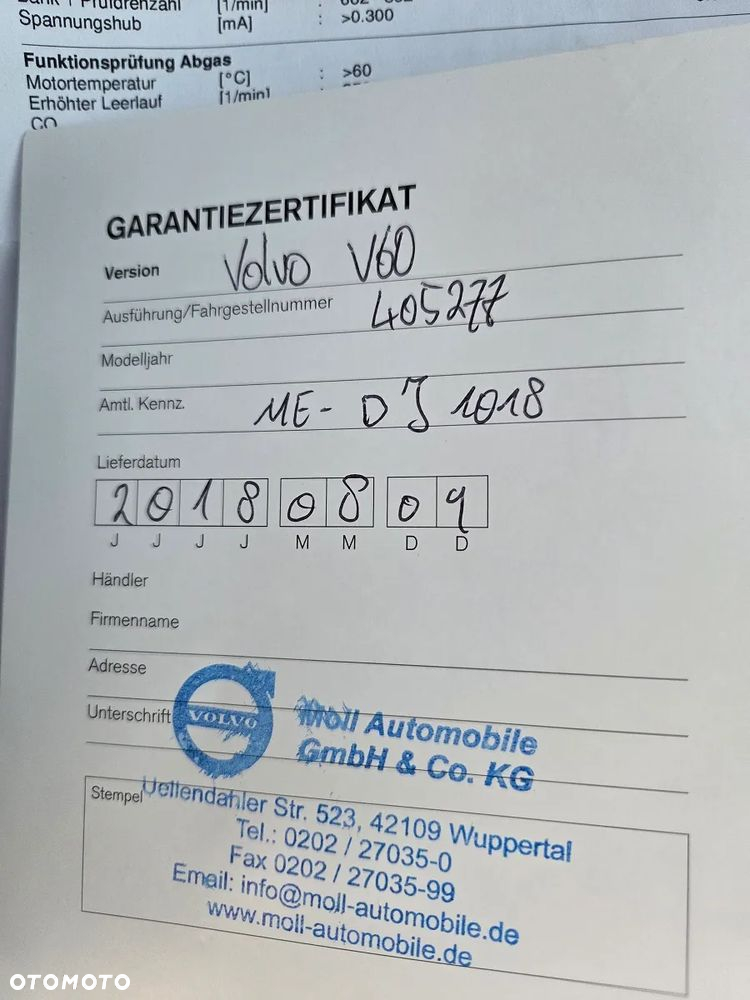 [1/min]
Spannungshub [mA] : >0.300
Funktionsprüfung Abgas
Motortemperatur [°C] : >60
Erhöhter Leerlauf [1/min]
CO
GARANTIEZERTIFIKAT
Version Volvo V60
Ausführung/Fahrgestellnummer 405277
Modelljahr
Amtl. Kennz. ME- DJ 1018
Lieferdatum
2018 08 09
J J J J M M D D
Händler
Firmenname
Adresse
Unterschrift
VOLVO
Moll Automobile
GmbH & Co. KG
Stempel
Uellendahler Str. 523, 42109 Wuppertal
Tel.: 0202 / 27035-0
Fax 0202 / 27035-99
Email: info@moll-automobile.de
www.moll-automobile.de
OTOMOTO